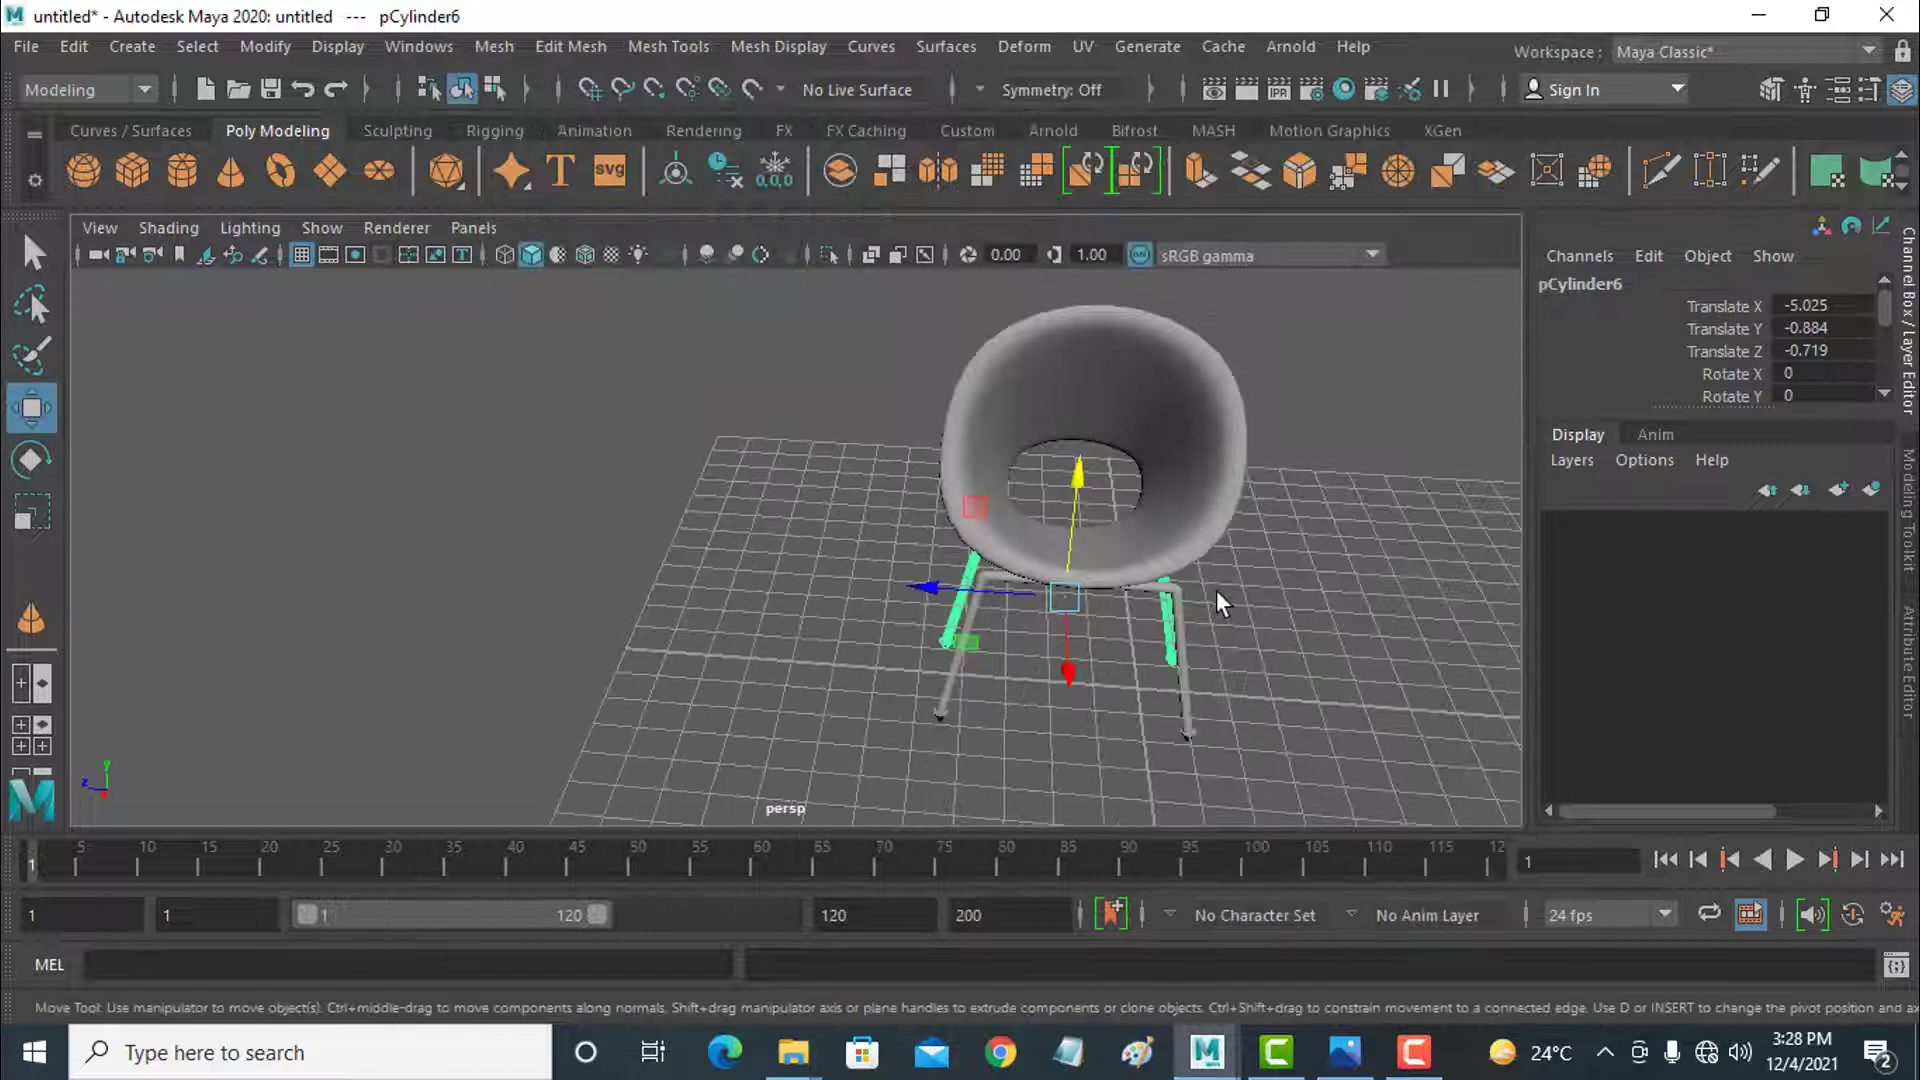 untitled* - Autodesk Maya 2020: untitled --- pCylinder6
File Edit Create Select Modify Display Windows Mesh Edit Mesh Mesh Tools Mesh Display Curves Surfaces Deform UV Generate Cache Arnold Help
Workspace : Maya Classic*
Modeling No Live Surface Symmetry: Off Sign In
Curves / Surfaces Poly Modeling Sculpting Rigging Animation Rendering FX FX Caching Custom Arnold Bifrost MASH Motion Graphics XGen
T svg 0,0,0
View Shading Lighting Show Renderer Panels
0.00 1.00 ON sRGB gamma
Channels Edit Object Show
pCylinder6
Translate X -5.025
Translate Y -0.884
Translate Z -0.719
Rotate X 0
Rotate Y 0
Display Anim
Layers Options Help
Channel Box / Layer Editor
Modeling Toolkit
Attribute Editor
y
z
persp
5 10 15 20 25 30 35 40 45 50 55 60 65 70 75 80 85 90 95 100 105 110 115 12
1 1
1 1 1 120 120 200 No Character Set No Anim Layer 24 fps
MEL
Move Tool: Use manipulator to move object(s). Ctrl+middle-drag to move components along normals. Shift+drag manipulator axis or plane handles to extrude components or clone objects. Ctrl+Shift+drag to constrain movement to a connected edge. Use D or INSERT to change the pivot position and ax
Type here to search
24°C
3:28 PM
12/4/2021
2